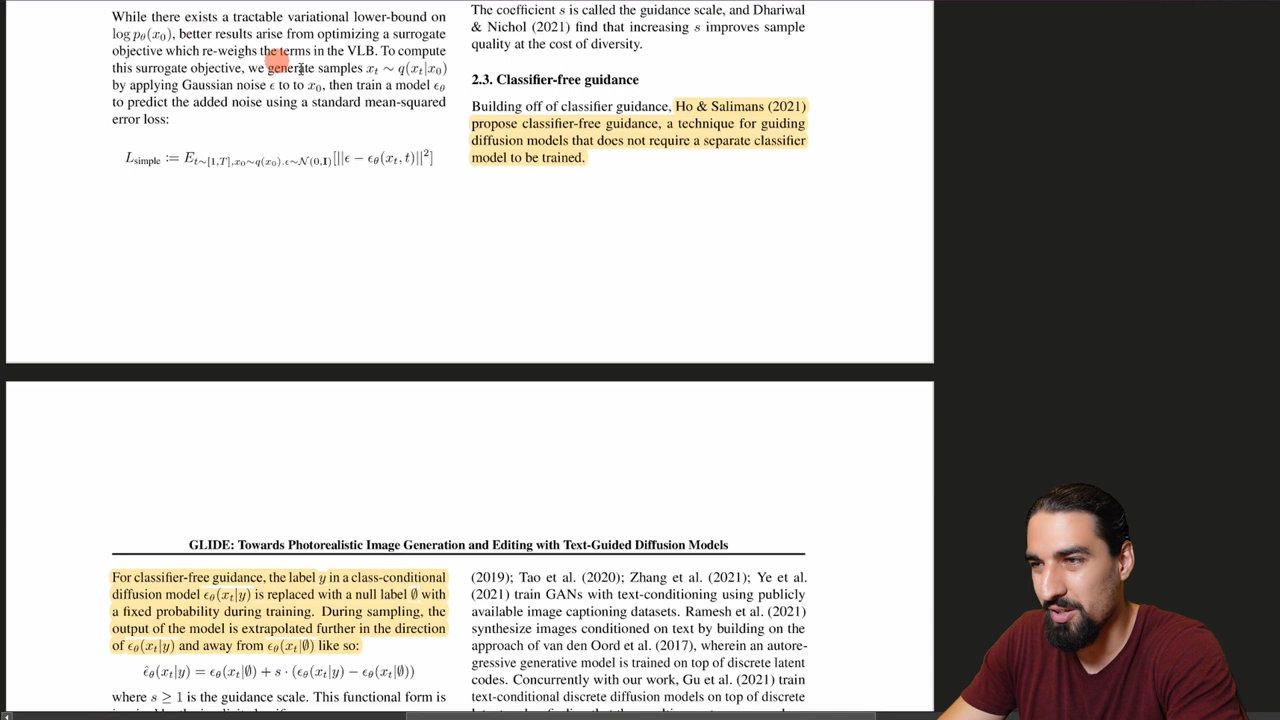 While there exists a tractable variational lower-bound on
log pθ(x0), better results arise from optimizing a surrogate
objective which re-weighs the terms in the VLB. To compute
this surrogate objective, we generate samples xt ∼ q(xt|x0)
by applying Gaussian noise ϵ to to x0, then train a model ϵθ
to predict the added noise using a standard mean-squared
error loss:
Lsimple := Et∼[1,T],x0∼q(x0),ϵ∼N(0,I)[||ϵ − ϵθ(xt, t)||²]
The coefficient s is called the guidance scale, and Dhariwal
& Nichol (2021) find that increasing s improves sample
quality at the cost of diversity.
2.3. Classifier-free guidance
Building off of classifier guidance, Ho & Salimans (2021)
propose classifier-free guidance, a technique for guiding
diffusion models that does not require a separate classifier
model to be trained.
GLIDE: Towards Photorealistic Image Generation and Editing with Text-Guided Diffusion Models
For classifier-free guidance, the label y in a class-conditional
diffusion model ϵθ(xt|y) is replaced with a null label ∅ with
a fixed probability during training. During sampling, the
output of the model is extrapolated further in the direction
of ϵθ(xt|y) and away from ϵθ(xt|∅) like so:
ϵ̂θ(xt|y) = ϵθ(xt|∅) + s · (ϵθ(xt|y) − ϵθ(xt|∅))
where s ≥ 1 is the guidance scale. This functional form is
(2019); Tao et al. (2020); Zhang et al. (2021); Ye et al.
(2021) train GANs with text-conditioning using publicly
available image captioning datasets. Ramesh et al. (2021)
synthesize images conditioned on text by building on the
approach of van den Oord et al. (2017), wherein an autore-
gressive generative model is trained on top of discrete latent
codes. Concurrently with our work, Gu et al. (2021) train
text-conditional discrete diffusion models on top of discrete